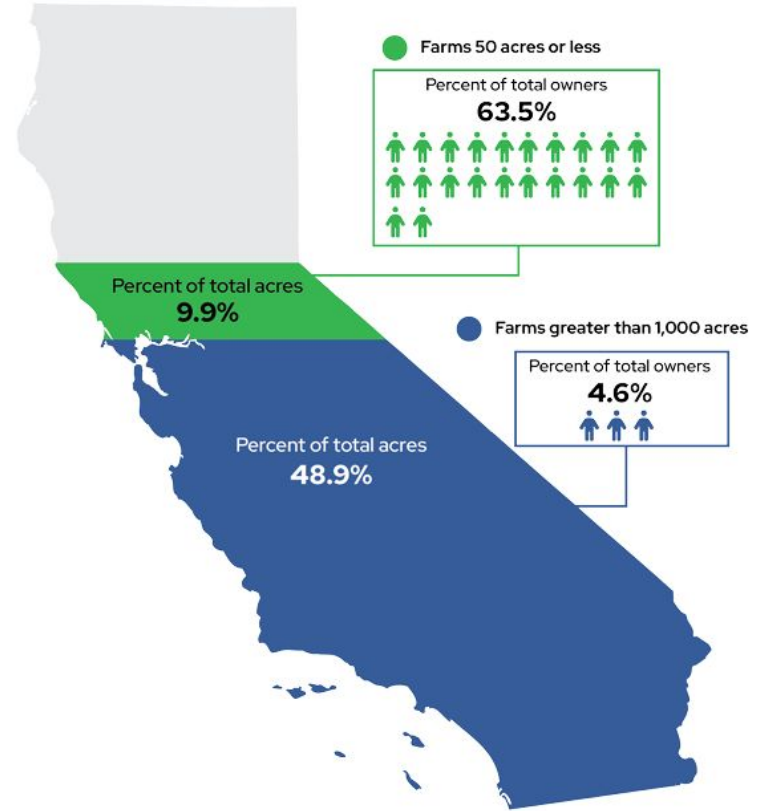 Farms 50 acres or less
Percent of total owners
63.5%
Percent of total acres
9.9%
Farms greater than 1,000 acres
Percent of total owners
4.6%
Percent of total acres
48.9%